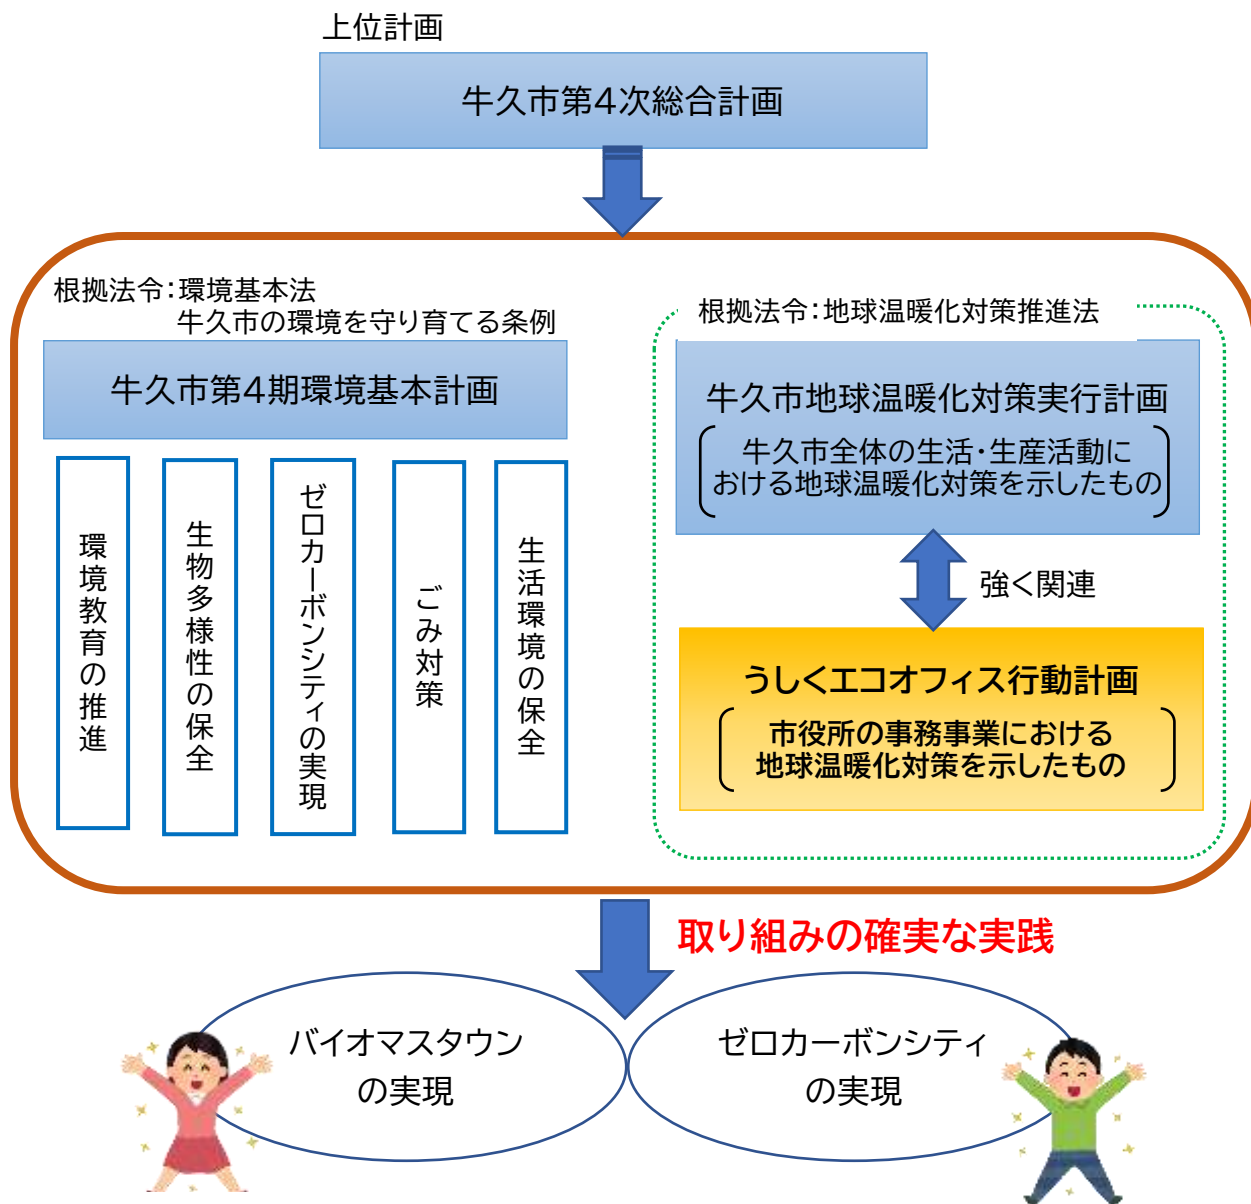 上位計画
牛久市第4次総合計画
根拠法令：環境基本法
牛久市の環境を守り育てる条例
牛久市第4期環境基本計画
環境教育の推進
生物多様性の保全
ゼロカーボンシティの実現
ごみ対策
生活環境の保全
根拠法令：地球温暖化対策推進法
牛久市地球温暖化対策実行計画
牛久市全体の生活・生産活動に
おける地球温暖化対策を示したもの
強く関連
うしくエコオフィス行動計画
市役所の事務事業における
地球温暖化対策を示したもの
取り組みの確実な実践
バイオマスタウン
の実現
ゼロカーボンシティ
の実現